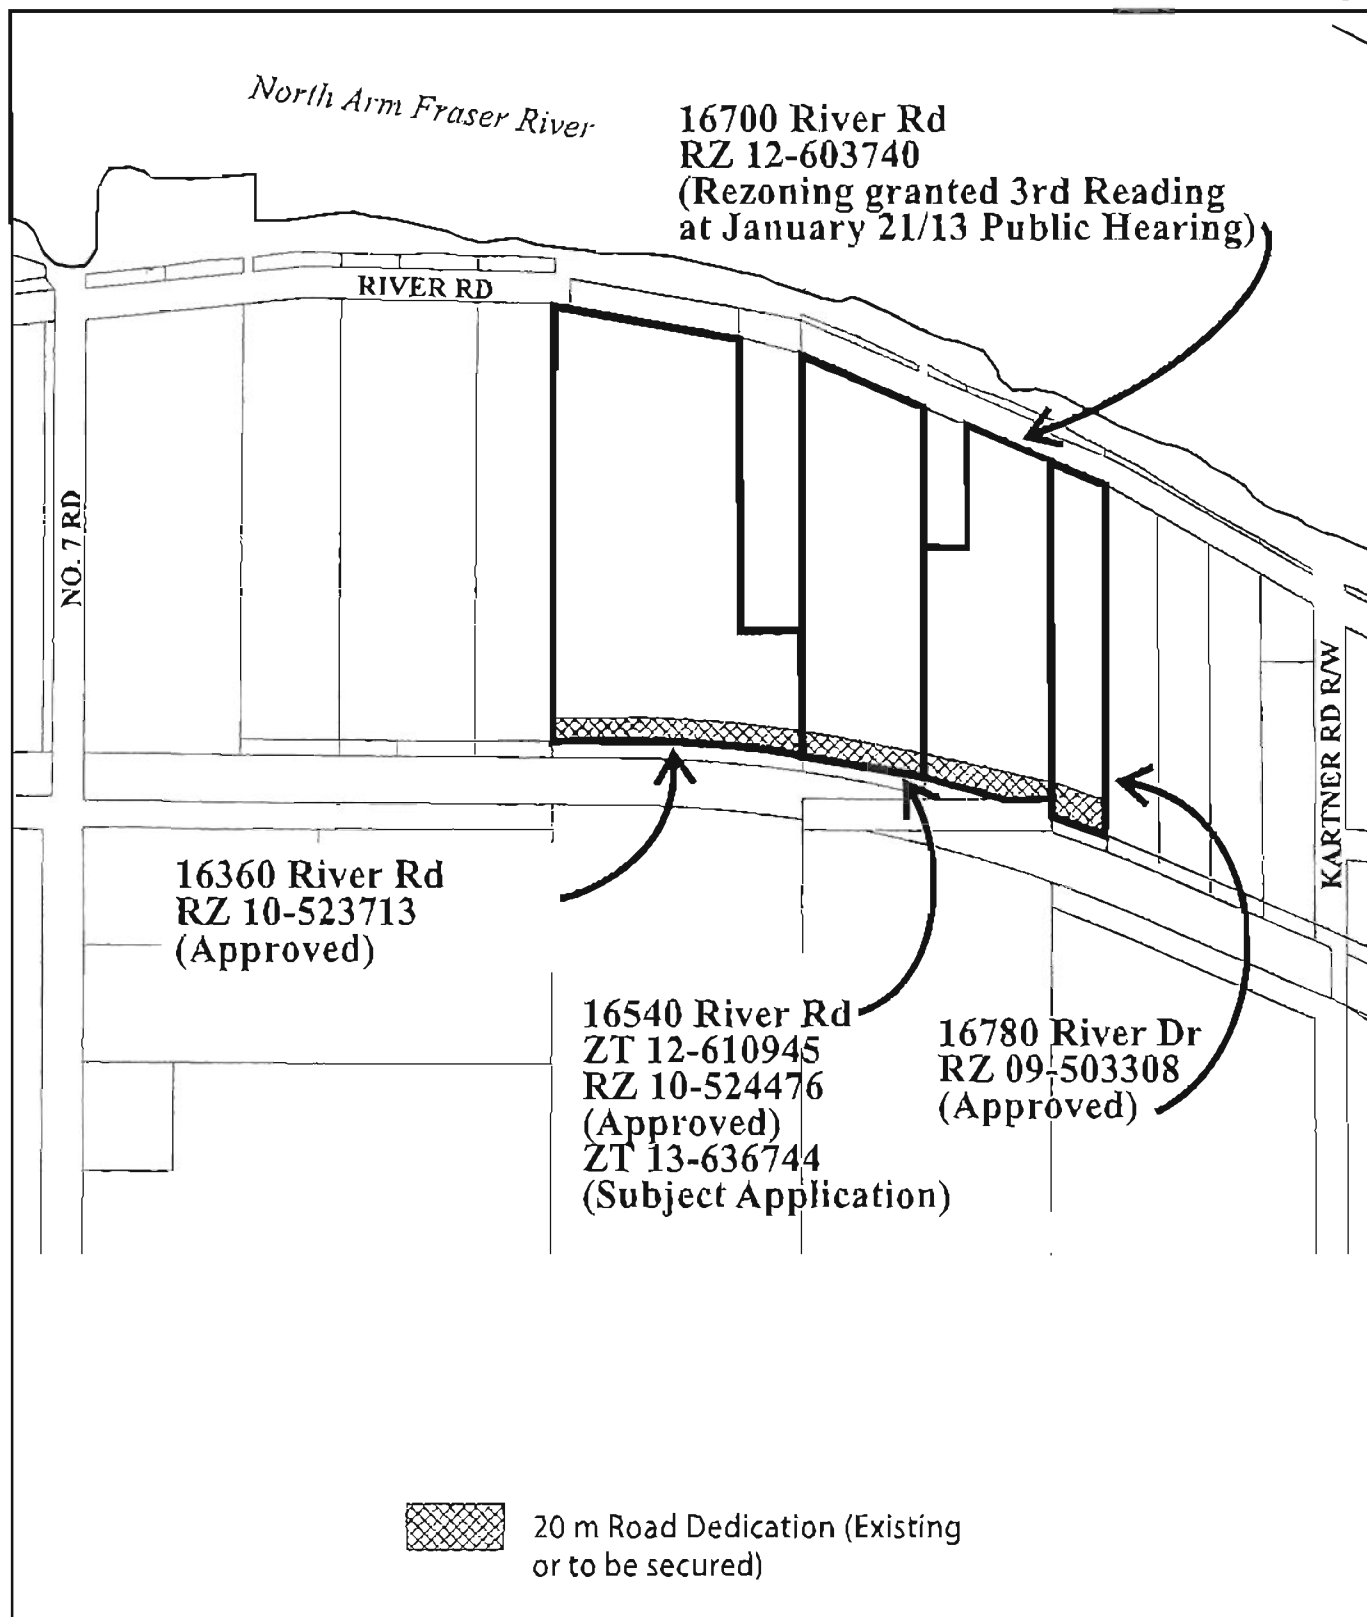 North Arm Fraser River
16700 River Rd
RZ 12-603740
(Rezoning granted 3rd Reading
at January 21/13 Public Hearing)
RIVER RD
NO. 7 RD
KARTNER RD R/W
16360 River Rd
RZ 10-523713
(Approved)
16540 River Rd
ZT 12-610945
RZ 10-524476
(Approved)
ZT 13-636744
(Subject Application)
16780 River Dr
RZ 09-503308
(Approved)
20 m Road Dedication (Existing
or to be secured)